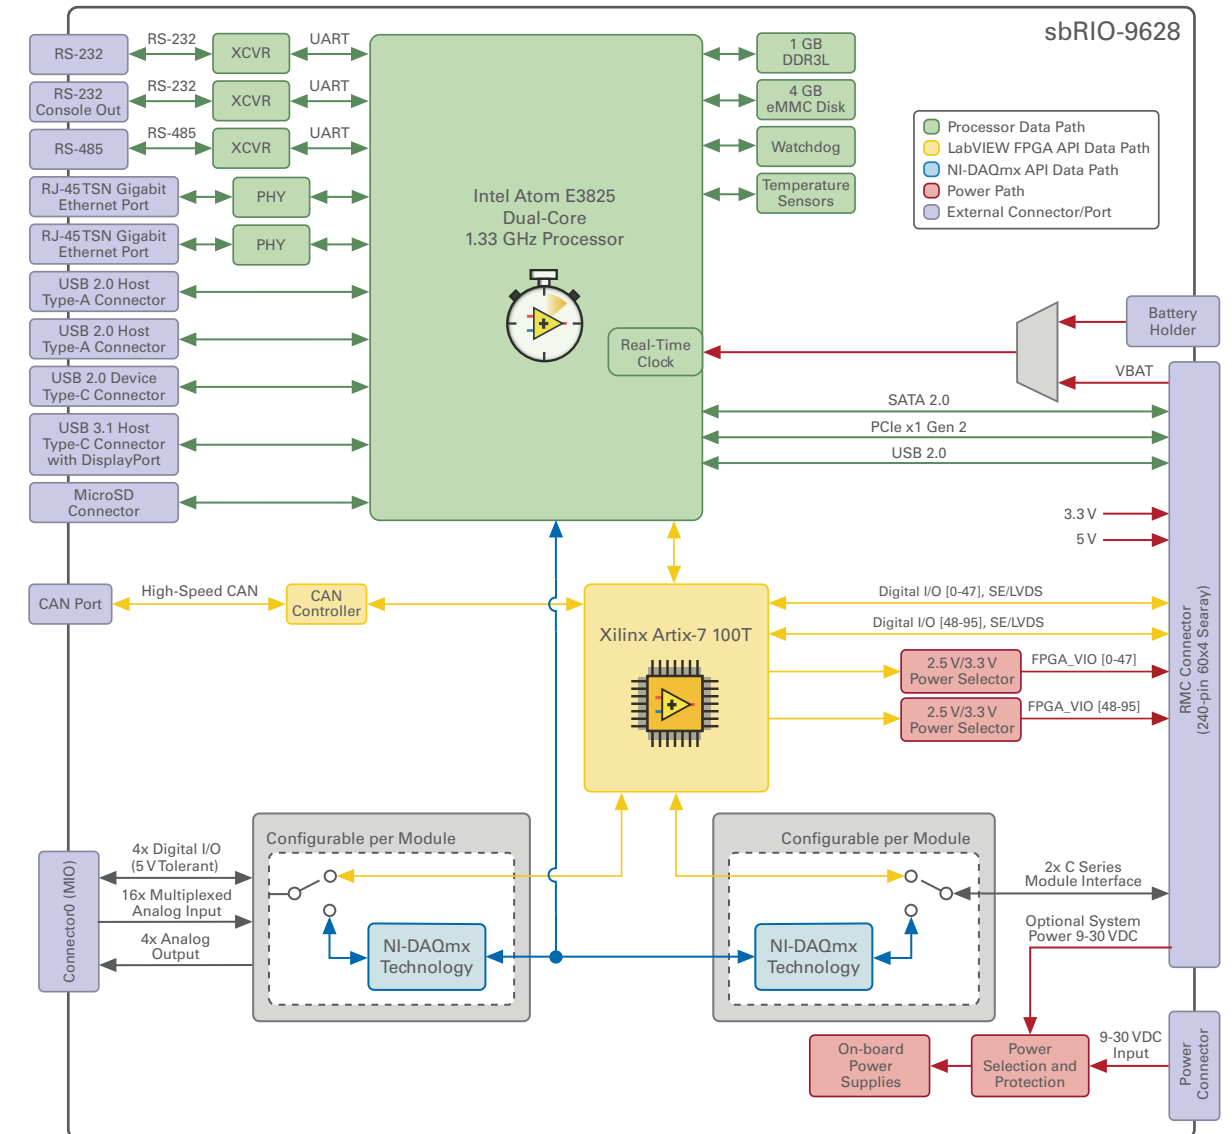 sbRIO-9628
RS-232
RS-232
XCVR
UART
RS-232
Console Out
RS-232
XCVR
UART
RS-485
RS-485
XCVR
UART
RJ-45 TSN Gigabit
Ethernet Port
PHY
RJ-45 TSN Gigabit
Ethernet Port
PHY
USB 2.0 Host
Type-A Connector
USB 2.0 Host
Type-A Connector
USB 2.0 Device
Type-C Connector
USB 3.1 Host
Type-C Connector
with DisplayPort
MicroSD
Connector
Intel Atom E3825
Dual-Core
1.33 GHz Processor
Real-Time
Clock
1 GB
DDR3L
4 GB
eMMC Disk
Watchdog
Temperature
Sensors
Processor Data Path
LabVIEW FPGA API Data Path
NI-DAQmx API Data Path
Power Path
External Connector/Port
Battery
Holder
VBAT
SATA 2.0
PCIe x1 Gen 2
USB 2.0
3.3 V
5 V
RMC Connector
(240-pin 60x4 Searay)
CAN Port
High-Speed CAN
CAN
Controller
Xilinx Artix-7 100T
Digital I/O [0-47], SE/LVDS
Digital I/O [48-95], SE/LVDS
2.5 V/3.3 V
Power Selector
FPGA_VIO [0-47]
2.5 V/3.3 V
Power Selector
FPGA_VIO [48-95]
Connector0 (MIO)
4x Digital I/O
(5 V Tolerant)
16x Multiplexed
Analog Input
4x Analog
Output
Configurable per Module
NI-DAQmx
Technology
Configurable per Module
NI-DAQmx
Technology
2x C Series
Module Interface
Optional System
Power 9-30 VDC
On-board
Power
Supplies
Power
Selection and
Protection
9-30 VDC
Input
Power
Connector